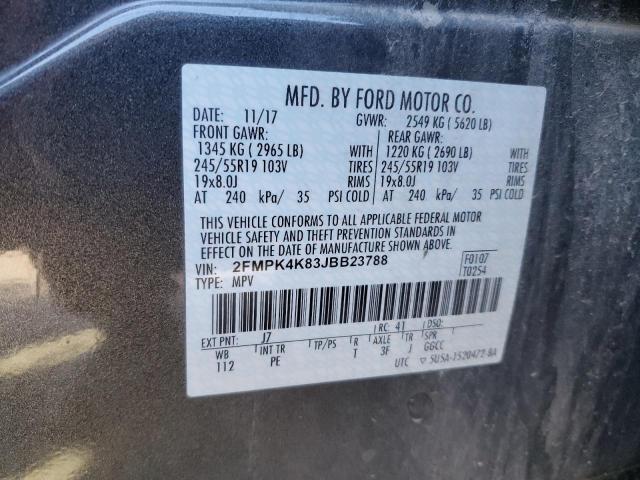 MFD. BY FORD MOTOR CO.
DATE: 11/17 GVWR: 2549 KG ( 5620 LB)
FRONT GAWR: REAR GAWR:
1345 KG ( 2965 LB) WITH 1220 KG ( 2690 LB) WITH
245/55R19 103V TIRES 245/55R19 103V TIRES
19x8.0J RIMS 19x8.0J RIMS
AT 240 kPa/ 35 PSI COLD AT 240 kPa/ 35 PSI COLD
THIS VEHICLE CONFORMS TO ALL APPLICABLE FEDERAL MOTOR
VEHICLE SAFETY AND THEFT PREVENTION STANDARDS IN
EFFECT ON THE DATE OF MANUFACTURE SHOWN ABOVE.
VIN: 2FMPK4K83JBB23788 F0107
TYPE: MPV T0254
EXT PNT: J7 RC: 41 DSO:
WB INT TR TP/PS R AXLE TR SPR
112 PE T 3F J GGCC
UTC ▽ 5U5A-1520472-BA